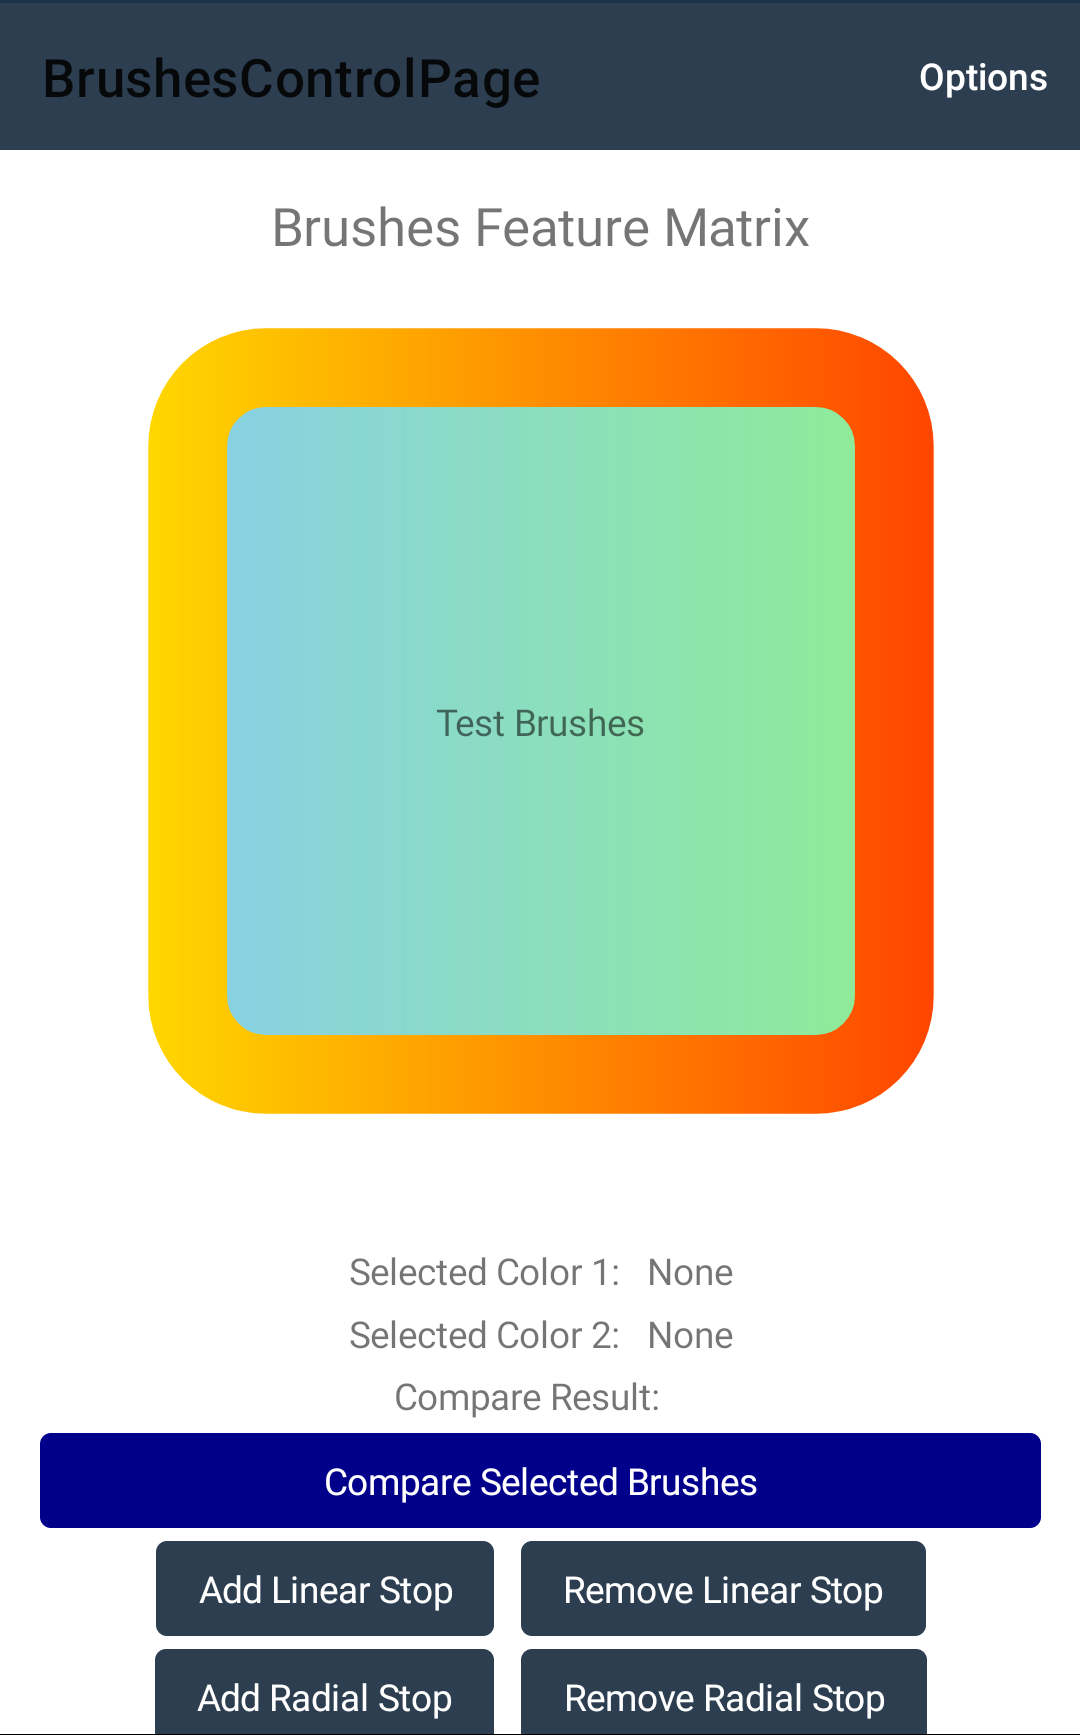 BrushesControlPage Options
Brushes Feature Matrix
Test Brushes
Selected Color 1: None
Selected Color 2: None
Compare Result:
Compare Selected Brushes
Add Linear Stop Remove Linear Stop
Add Radial Stop Remove Radial Stop